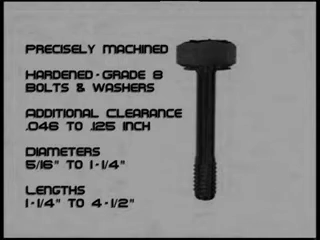 PRECISELY MACHINED
HARDENED-GRADE 8
BOLTS & WASHERS
ADDITIONAL CLEARANCE
.046 TO .125 INCH
DIAMETERS
5/16" TO 1-1/4"
LENGTHS
1-1/4" TO 4-1/2"